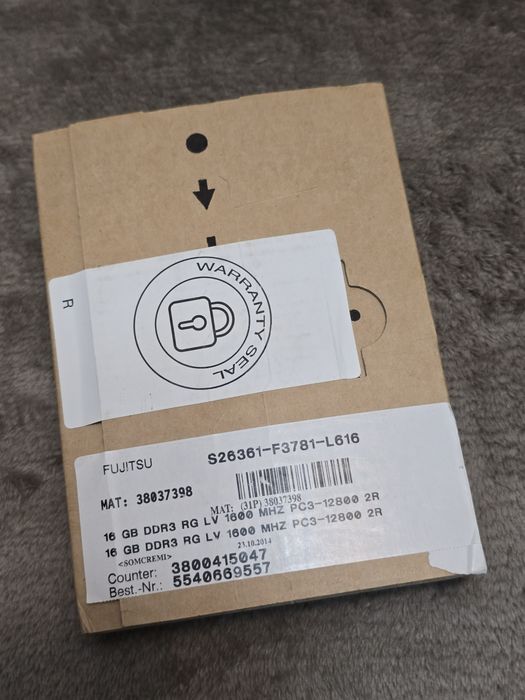 R
WARRANTY SEAL
FUJITSU
S26361-F3781-L616
MAT: 38037398
MAT: (31P) 38037398
16 GB DDR3 RG LV 1600 MHZ PC3-12800 2R
16 GB DDR3 RG LV 1600 MHZ PC3-12800 2R
<SOMCREMI>
23.10.2014
Counter: 3800415047
Best.-Nr.: 5540669557